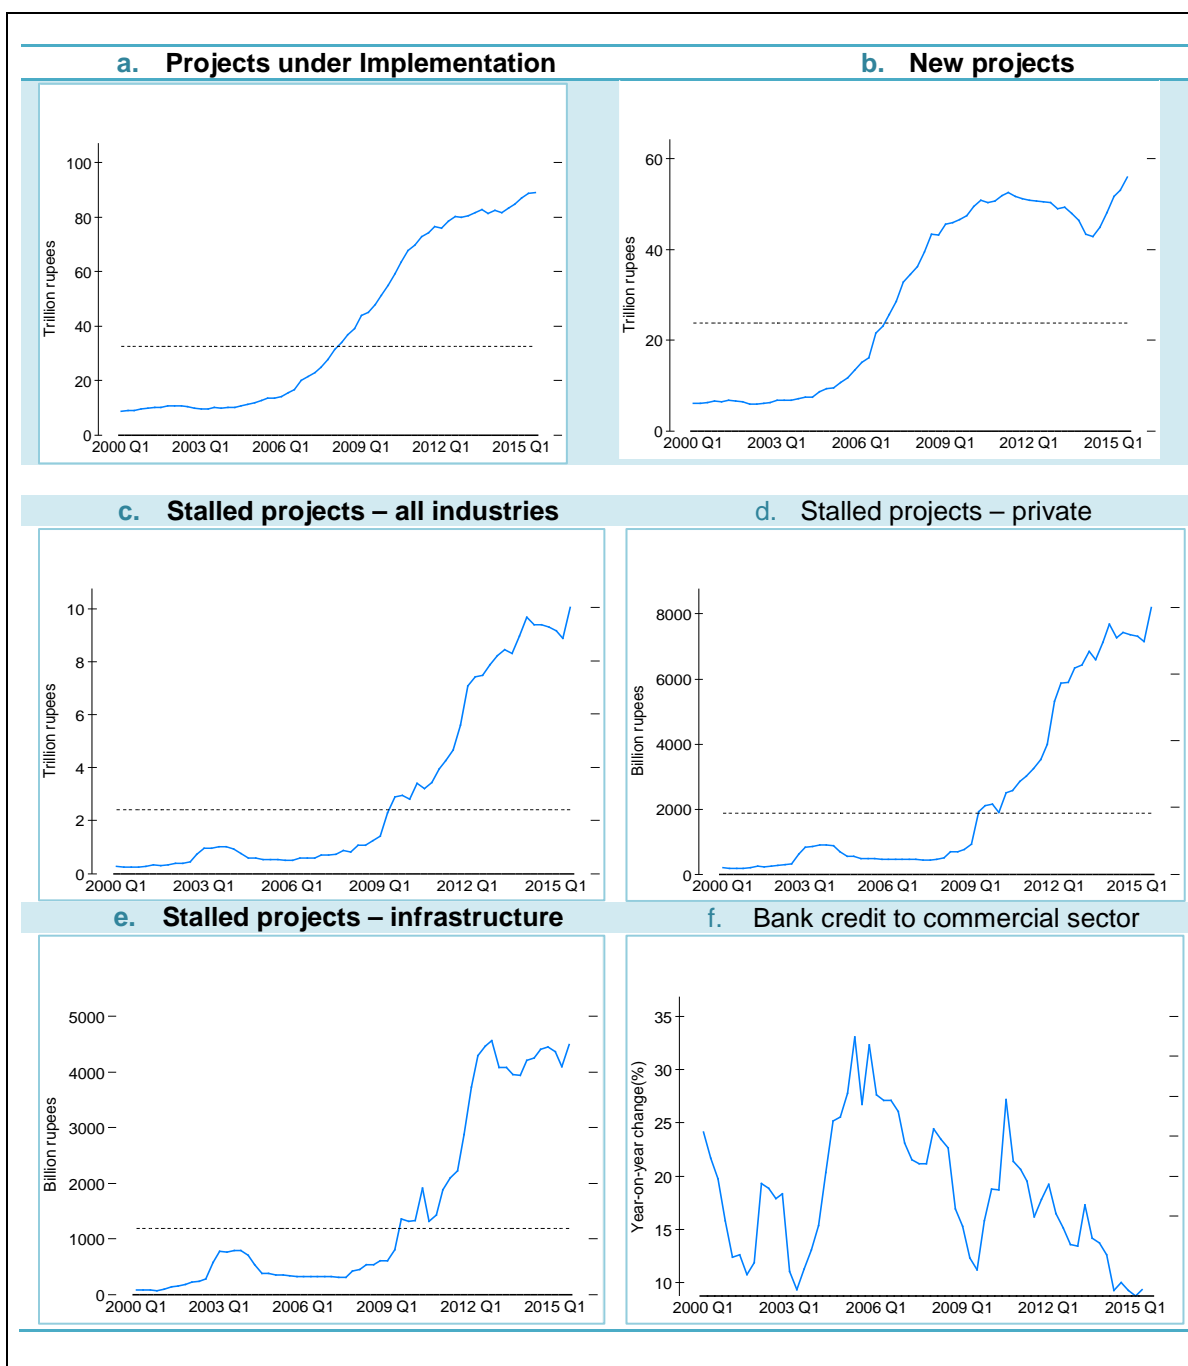 a. Projects under Implementation
b. New projects
100
80
60
40
20
0
Trillion rupees
2000 Q1 2003 Q1 2006 Q1 2009 Q1 2012 Q1 2015 Q1
60
40
20
0
Trillion rupees
2000 Q1 2003 Q1 2006 Q1 2009 Q1 2012 Q1 2015 Q1
c. Stalled projects – all industries
d. Stalled projects – private
10
8
6
4
2
0
Trillion rupees
2000 Q1 2003 Q1 2006 Q1 2009 Q1 2012 Q1 2015 Q1
8000
6000
4000
2000
0
Billion rupees
2000 Q1 2003 Q1 2006 Q1 2009 Q1 2012 Q1 2015 Q1
e. Stalled projects – infrastructure
f. Bank credit to commercial sector
5000
4000
3000
2000
1000
0
Billion rupees
2000 Q1 2003 Q1 2006 Q1 2009 Q1 2012 Q1 2015 Q1
35
30
25
20
15
10
Year-on-year change(%)
2000 Q1 2003 Q1 2006 Q1 2009 Q1 2012 Q1 2015 Q1